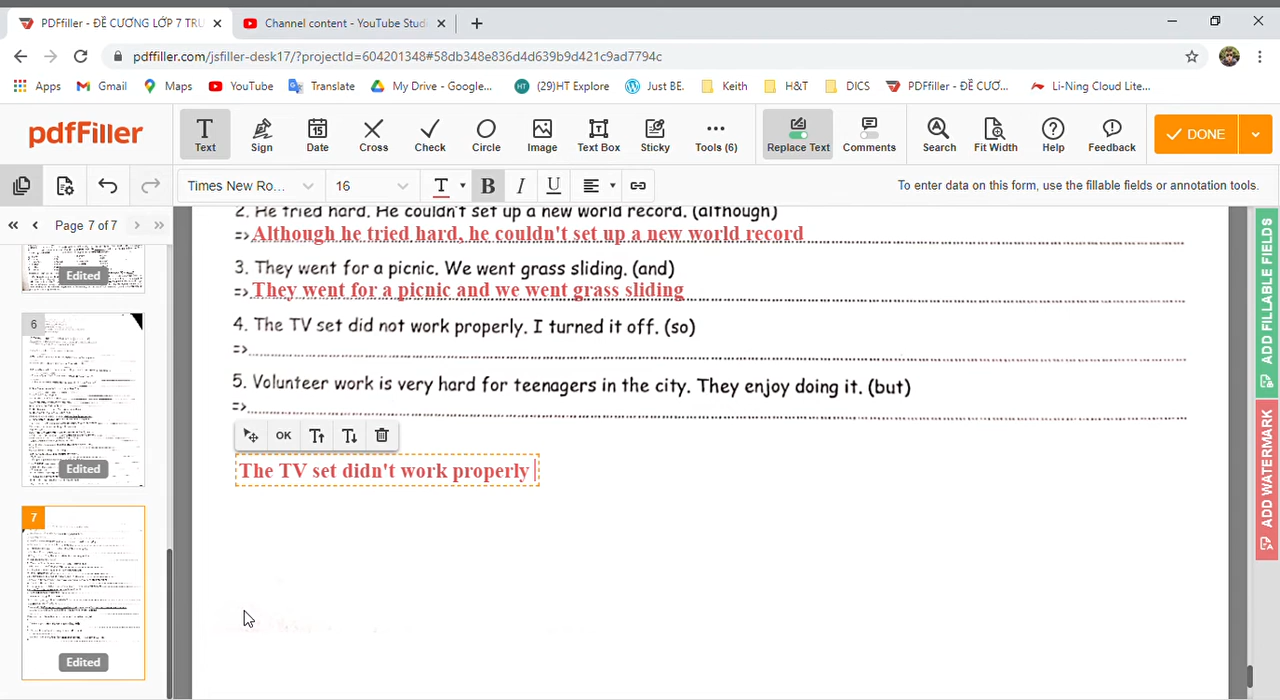 PDFfiller - ĐỀ CƯƠNG LỚP 7 TRU
Channel content - YouTube Studi
pdffiller.com/jsfiller-desk17/?projectId=604201348#58db348e836d4d639b9d421c9ad7794c
Apps Gmail Maps YouTube Translate My Drive - Google... (29)HT Explore Just BE. Keith H&T DICS PDFfiller - ĐỀ CƯƠ... Li-Ning Cloud Lite...
pdfFiller
Text Sign Date Cross Check Circle Image Text Box Sticky Tools (6) Replace Text Comments Search Fit Width Help Feedback DONE
Times New Ro... 16 T B I U To enter data on this form, use the fillable fields or annotation tools.
Page 7 of 7
2. He tried hard. He couldn't set up a new world record. (although)
=> Although he tried hard, he couldn't set up a new world record
3. They went for a picnic. We went grass sliding. (and)
=> They went for a picnic and we went grass sliding
4. The TV set did not work properly. I turned it off. (so)
=>
5. Volunteer work is very hard for teenagers in the city. They enjoy doing it. (but)
=>
OK
The TV set didn't work properly
Edited
6
Edited
7
Edited
ADD FILLABLE FIELDS
ADD WATERMARK